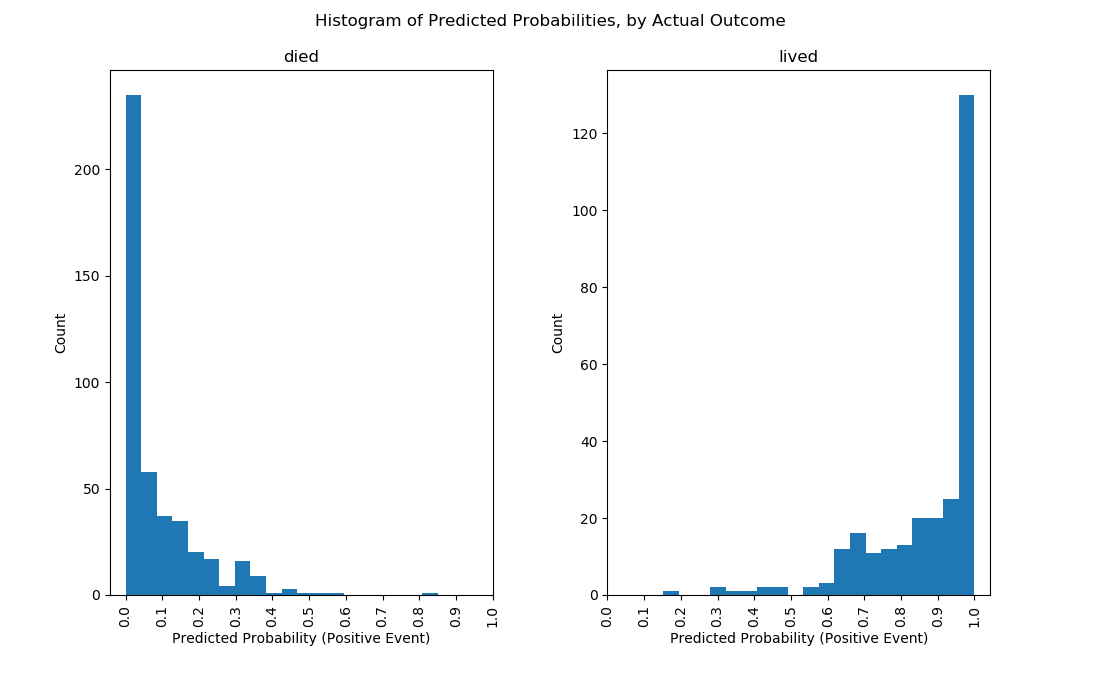 Histogram of Predicted Probabilities, by Actual Outcome
died
200
150
100
50
0
Count
0.0 0.1 0.2 0.3 0.4 0.5 0.6 0.7 0.8 0.9 1.0
Predicted Probability (Positive Event)
lived
120
100
80
60
40
20
0
Count
0.0 0.1 0.2 0.3 0.4 0.5 0.6 0.7 0.8 0.9 1.0
Predicted Probability (Positive Event)